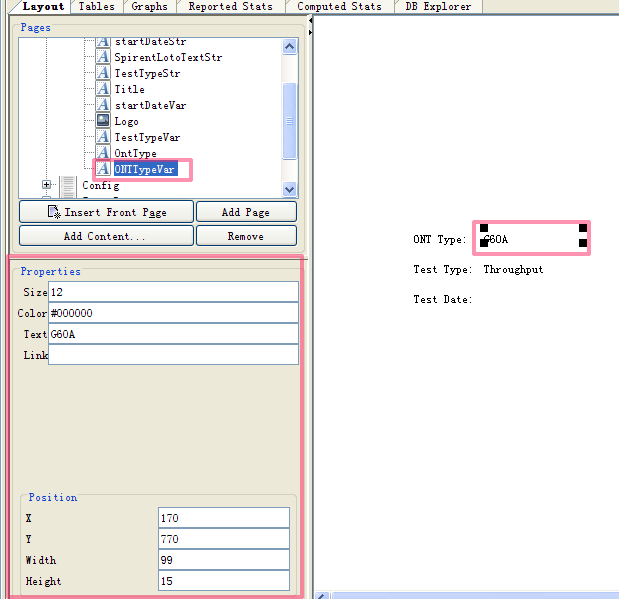 Layout Tables Graphs Reported Stats Computed Stats DB Explorer
Pages
startDateStr
SpirentLotoTextStr
TestTypeStr
Title
startDateVar
Logo
TestTypeVar
OntType
ONTTypeVar
Config
Insert Front Page Add Page
Add Content... Remove
Properties
Size 12
Color #000000
Text G60A
Link
Position
X 170
Y 770
Width 99
Height 15
ONT Type: G60A
Test Type: Throughput
Test Date: